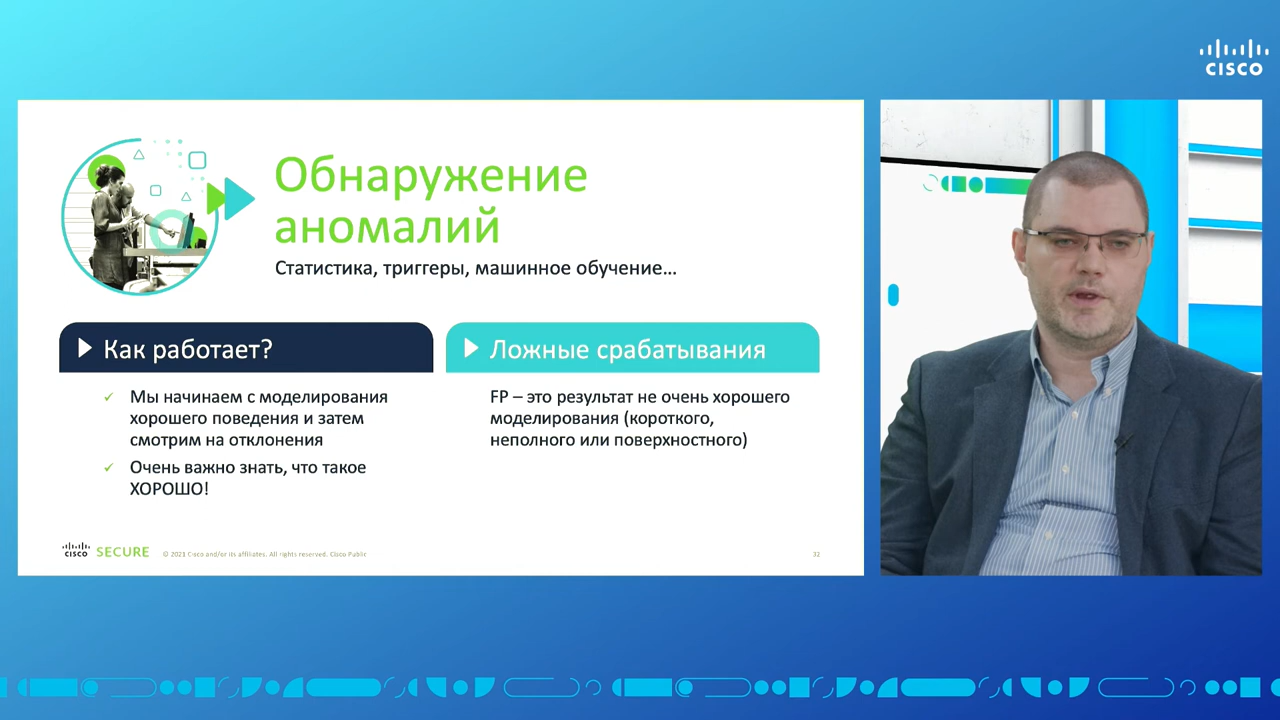 CISCO
Обнаружение
аномалий
Статистика, триггеры, машинное обучение...
Как работает?
Мы начинаем с моделирования
хорошего поведения и затем
смотрим на отклонения
Очень важно знать, что такое
ХОРОШО!
Ложные срабатывания
FP – это результат не очень хорошего
моделирования (короткого,
неполного или поверхностного)
CISCO SECURE © 2021 Cisco and/or its affiliates. All rights reserved. Cisco Public 32